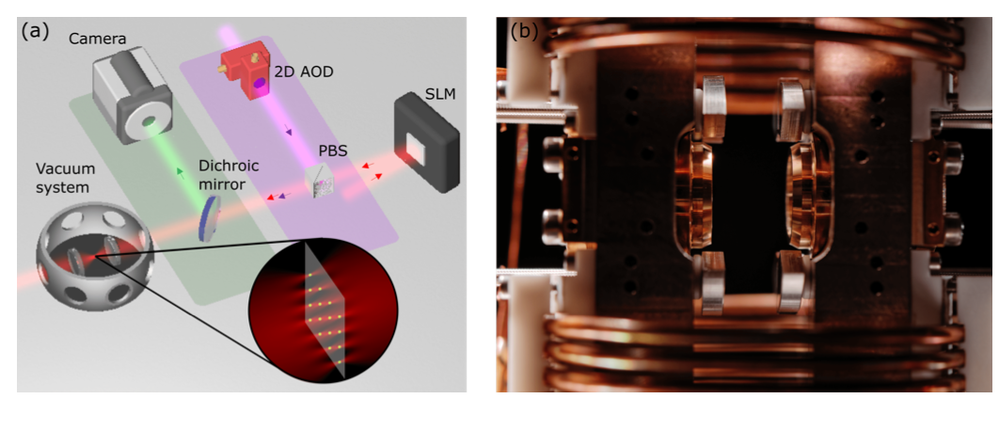 (a)
Camera
2D AOD
SLM
PBS
Dichroic
mirror
Vacuum
system
(b)